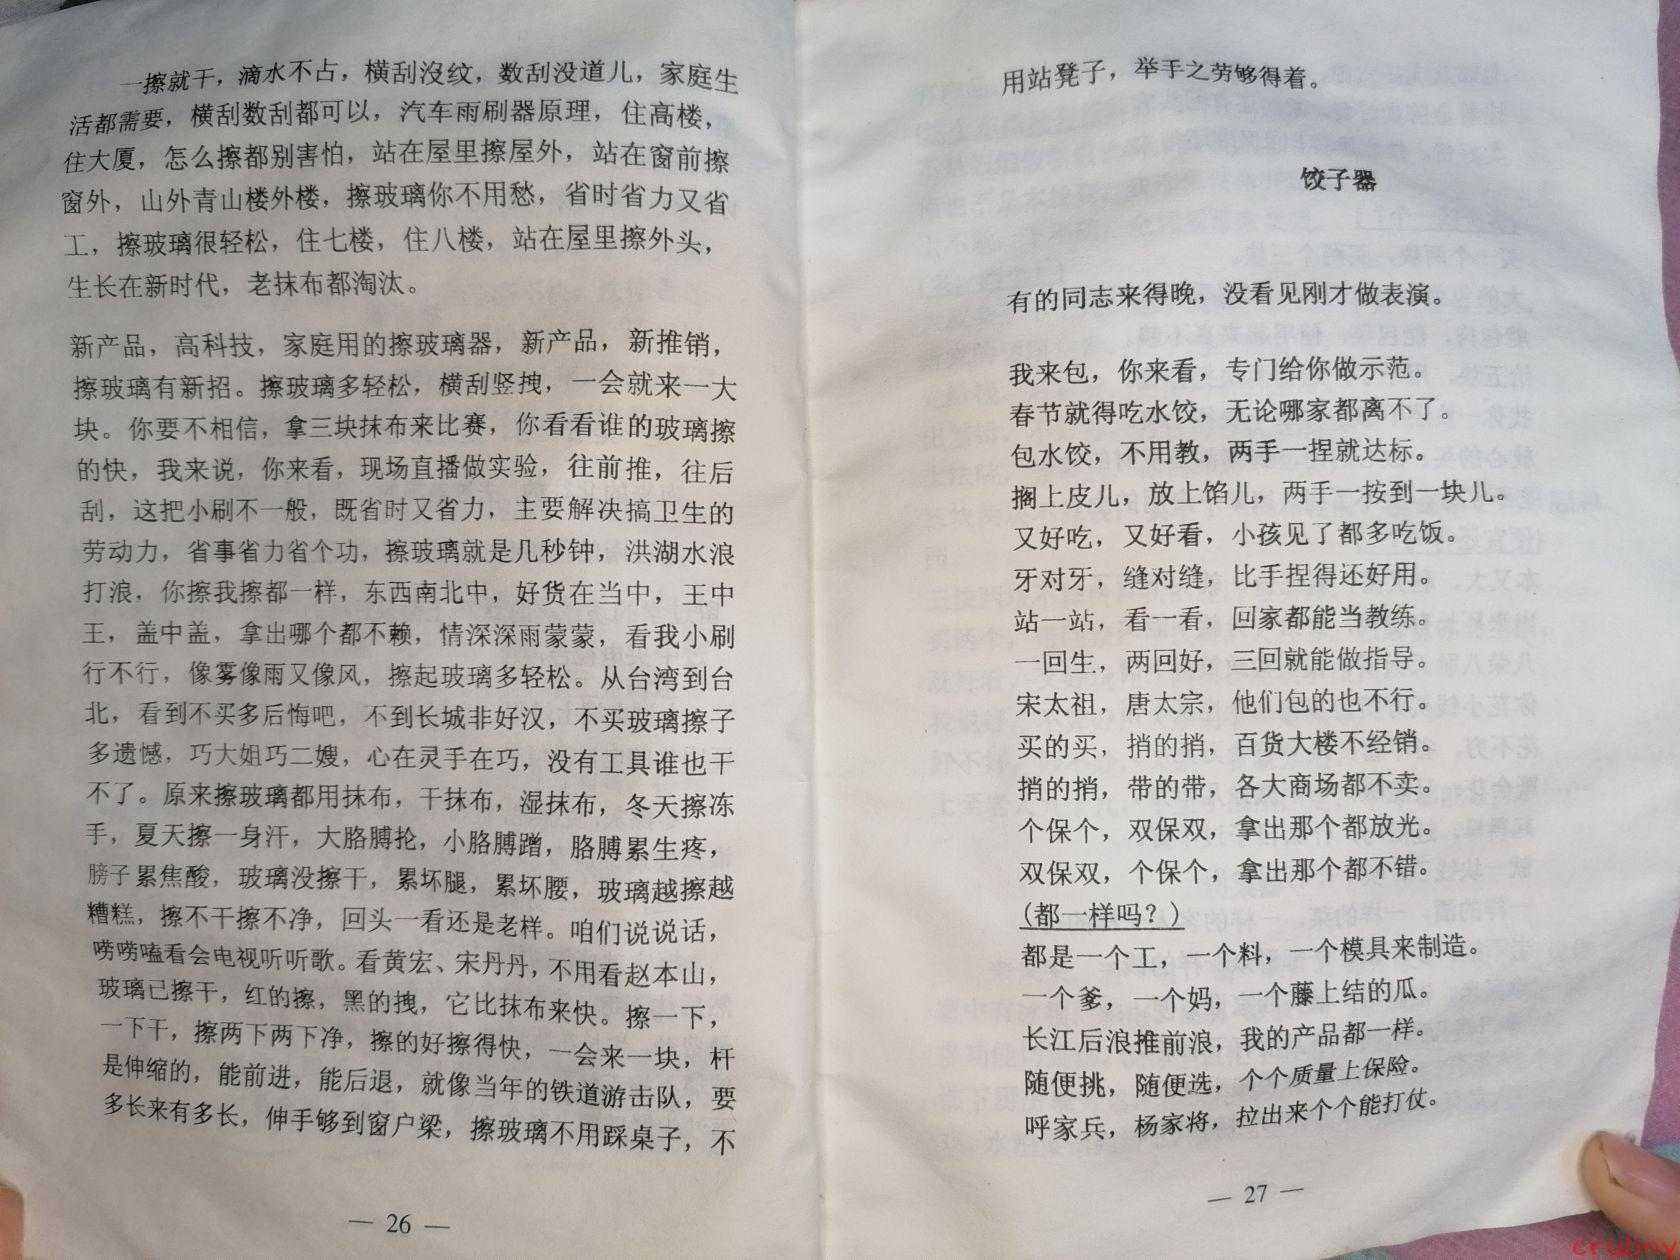 一擦就干，滴水不占，横刮沒纹，数刮没道儿，家庭生
活都需要，横刮数刮都可以，汽车雨刷器原理，住高楼，
住大厦，怎么擦都别害怕，站在屋里擦屋外，站在窗前擦
窗外，山外青山楼外楼，擦玻璃你不用愁，省时省力又省
工，擦玻璃很轻松，住七楼，住八楼，站在屋里擦外头，
生长在新时代，老抹布都淘汰。
新产品，高科技，家庭用的擦玻璃器，新产品，新推销，
擦玻璃有新招。擦玻璃多轻松，横刮竖拽，一会就来一大
块。你要不相信，拿三块抹布来比赛，你看看谁的玻璃擦
的快，我来说，你来看，现场直播做实验，往前推，往后
刮，这把小刷不一般，既省时又省力，主要解决搞卫生的
劳动力，省事省力省个功，擦玻璃就是几秒钟，洪湖水浪
打浪，你擦我擦都一样，东西南北中，好货在当中，王中
王，盖中盖，拿出哪个都不赖，情深深雨蒙蒙，看我小刷
行不行，像雾像雨又像风，擦起玻璃多轻松。从台湾到台
北，看到不买多后悔吧，不到长城非好汉，不买玻璃擦子
多遗憾，巧大姐巧二嫂，心在灵手在巧，没有工具谁也干
不了。原来擦玻璃都用抹布，干抹布，湿抹布，冬天擦冻
手，夏天擦一身汗，大胳膊抡，小胳膊蹭，胳膊累生疼，
膀子累焦酸，玻璃没擦干，累坏腿，累坏腰，玻璃越擦越
糟糕，擦不干擦不净，回头一看还是老样。咱们说说话，
唠唠嗑看会电视听听歌。看黄宏、宋丹丹，不用看赵本山，
玻璃已擦干，红的擦，黑的拽，它比抹布来快。擦一下，
一下干，擦两下两下净，擦的好擦得快，一会来一块，杆
是伸缩的，能前进，能后退，就像当年的铁道游击队，要
多长来有多长，伸手够到窗户梁，擦玻璃不用踩桌子，不
— 26 —
用站凳子，举手之劳够得着。
饺子器
有的同志来得晚，没看见刚才做表演。
我来包，你来看，专门给你做示范。
春节就得吃水饺，无论哪家都离不了。
包水饺，不用教，两手一捏就达标。
搁上皮儿，放上馅儿，两手一按到一块儿。
又好吃，又好看，小孩见了都多吃饭。
牙对牙，缝对缝，比手捏得还好用。
站一站，看一看，回家都能当教练。
一回生，两回好，三回就能做指导。
宋太祖，唐太宗，他们包的也不行。
买的买，捎的捎，百货大楼不经销。
捎的捎，带的带，各大商场都不卖。
个保个，双保双，拿出那个都放光。
双保双，个保个，拿出那个都不错。
(都一样吗？)
都是一个工，一个料，一个模具来制造。
一个爹，一个妈，一个藤上结的瓜。
长江后浪推前浪，我的产品都一样。
随便挑，随便选，个个质量上保险。
呼家兵，杨家将，拉出来个个能打仗。
— 27 —
cruboy